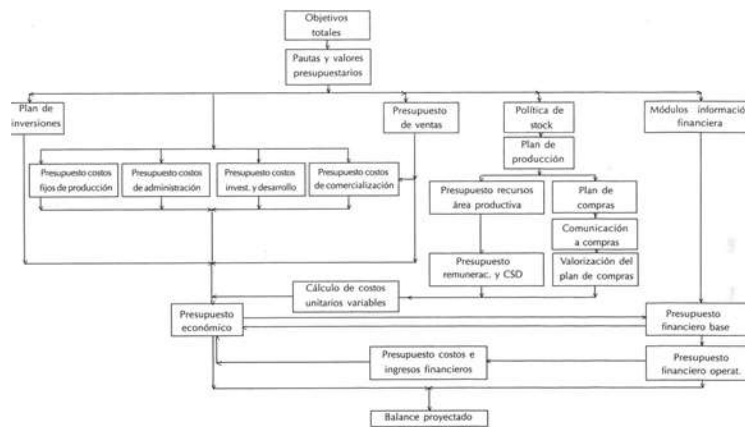 Objetivos
totales
Pautas y valores
presupuestarios
Plan de
inversiones
Presupuesto
de ventas
Política de
stock
Módulos informació
financiera
Plan de
producción
Presupuesto costos
fijos de producción
Presupuesto costos
de administración
Presupuesto costos
invest. y desarrollo
Presupuesto costos
de comercialización
Presupuesto recursos
área productiva
Plan de
compras
Comunicación
a compras
Presupuesto
remunerac. y CSD
Valorización del
plan de compras
Cálculo de costos
unitarios variables
Presupuesto
económico
Presupuesto
financiero base
Presupuesto costos e
ingresos financieros
Presupuesto
financiero operat.
Balance proyectado